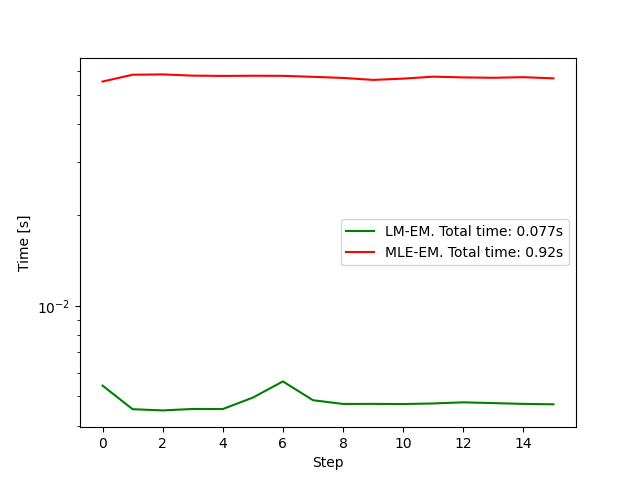 Time [s]
10⁻²
LM-EM. Total time: 0.077s
MLE-EM. Total time: 0.92s
0 2 4 6 8 10 12 14
Step